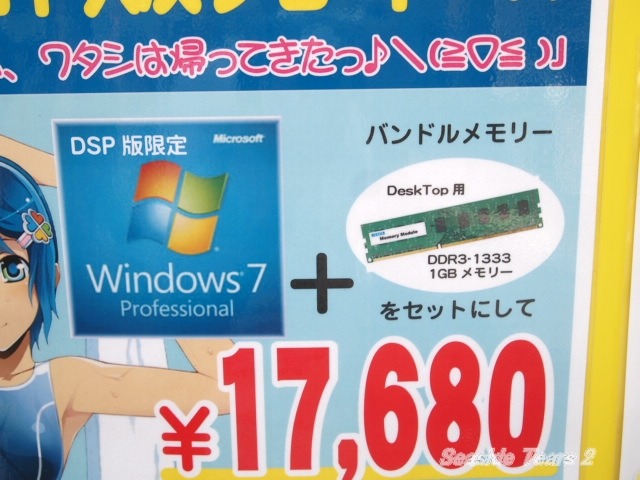 、ワタシは帰ってきたっ♪＼(≧▽≦)」
DSP 版限定
Microsoft
Windows 7
Professional
+
バンドルメモリー
DeskTop 用
Memory Module
DDR3-1333
1GB メモリー
をセットにして
¥17,680
Seaside Tears 2